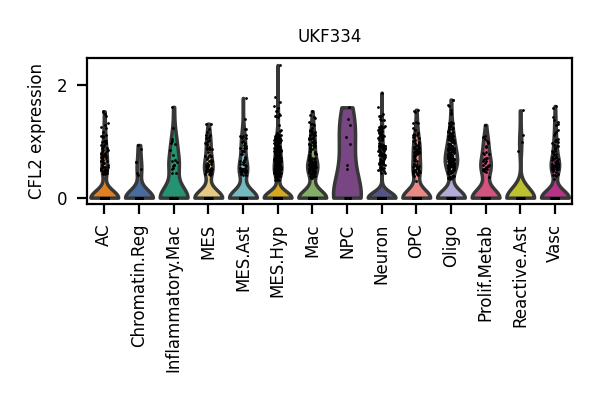 UKF334
CFL2 expression
2
0
AC
Chromatin.Reg
Inflammatory.Mac
MES
MES.Ast
MES.Hyp
Mac
NPC
Neuron
OPC
Oligo
Prolif.Metab
Reactive.Ast
Vasc